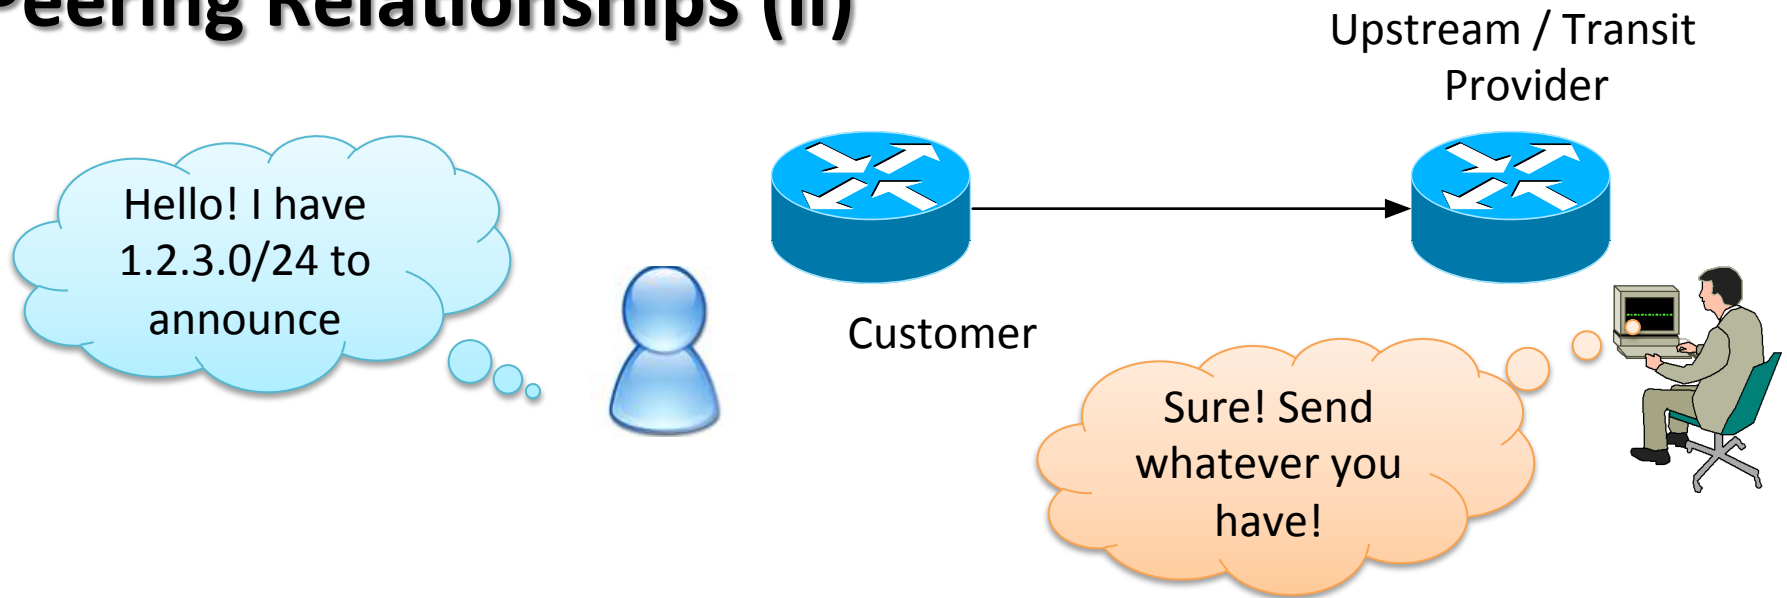 Peering Relationships (II)
Upstream / Transit
Provider
Hello! I have
1.2.3.0/24 to
announce
Customer
Sure! Send
whatever you
have!